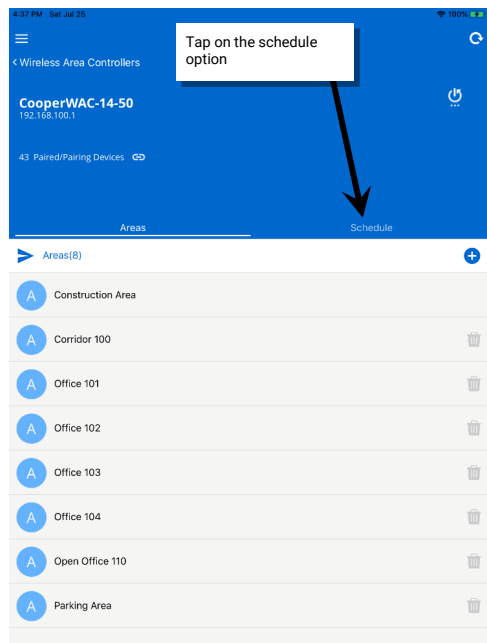 4:37 PM Sat Jul 25
100%
Tap on the schedule
option
< Wireless Area Controllers
CooperWAC-14-50
192.168.100.1
43 Paired/Pairing Devices
Areas
Schedule
Areas(8)
A Construction Area
A Corridor 100
A Office 101
A Office 102
A Office 103
A Office 104
A Open Office 110
A Parking Area